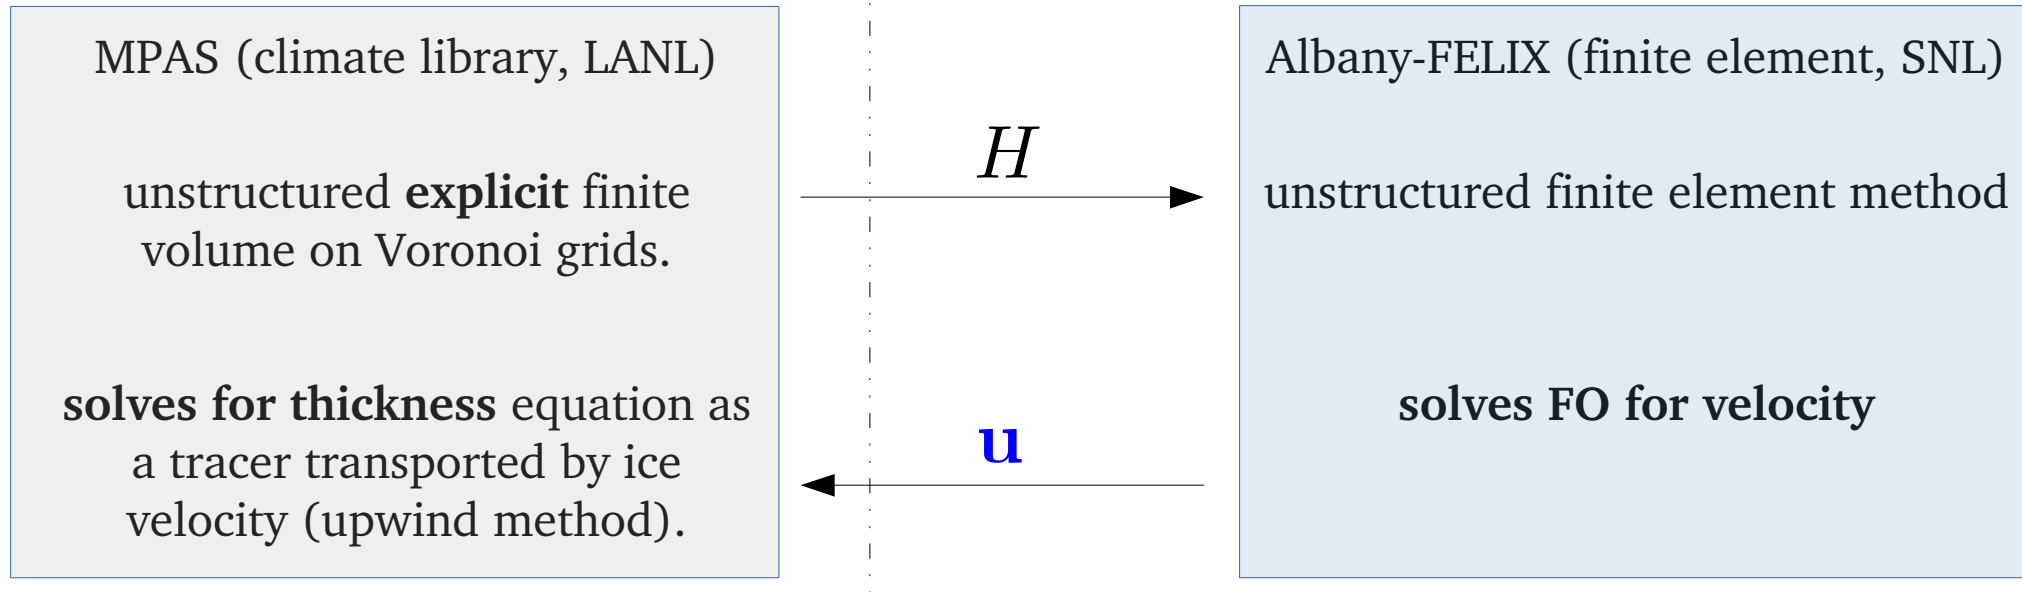 MPAS (climate library, LANL)
unstructured explicit finite
volume on Voronoi grids.
solves for thickness equation as
a tracer transported by ice
velocity (upwind method).
H
u
Albany-FELIX (finite element, SNL)
unstructured finite element method
solves FO for velocity